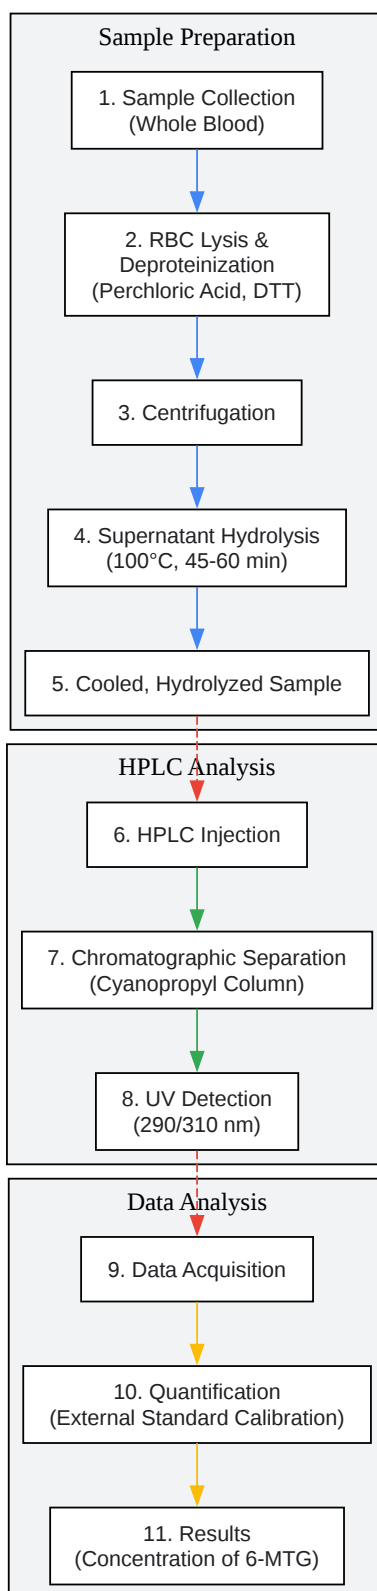 Sample Preparation
1. Sample Collection
(Whole Blood)
2. RBC Lysis &
Deproteinization
(Perchloric Acid, DTT)
3. Centrifugation
4. Supernatant Hydrolysis
(100°C, 45-60 min)
5. Cooled, Hydrolyzed Sample
HPLC Analysis
6. HPLC Injection
7. Chromatographic Separation
(Cyanopropyl Column)
8. UV Detection
(290/310 nm)
Data Analysis
9. Data Acquisition
10. Quantification
(External Standard Calibration)
11. Results
(Concentration of 6-MTG)